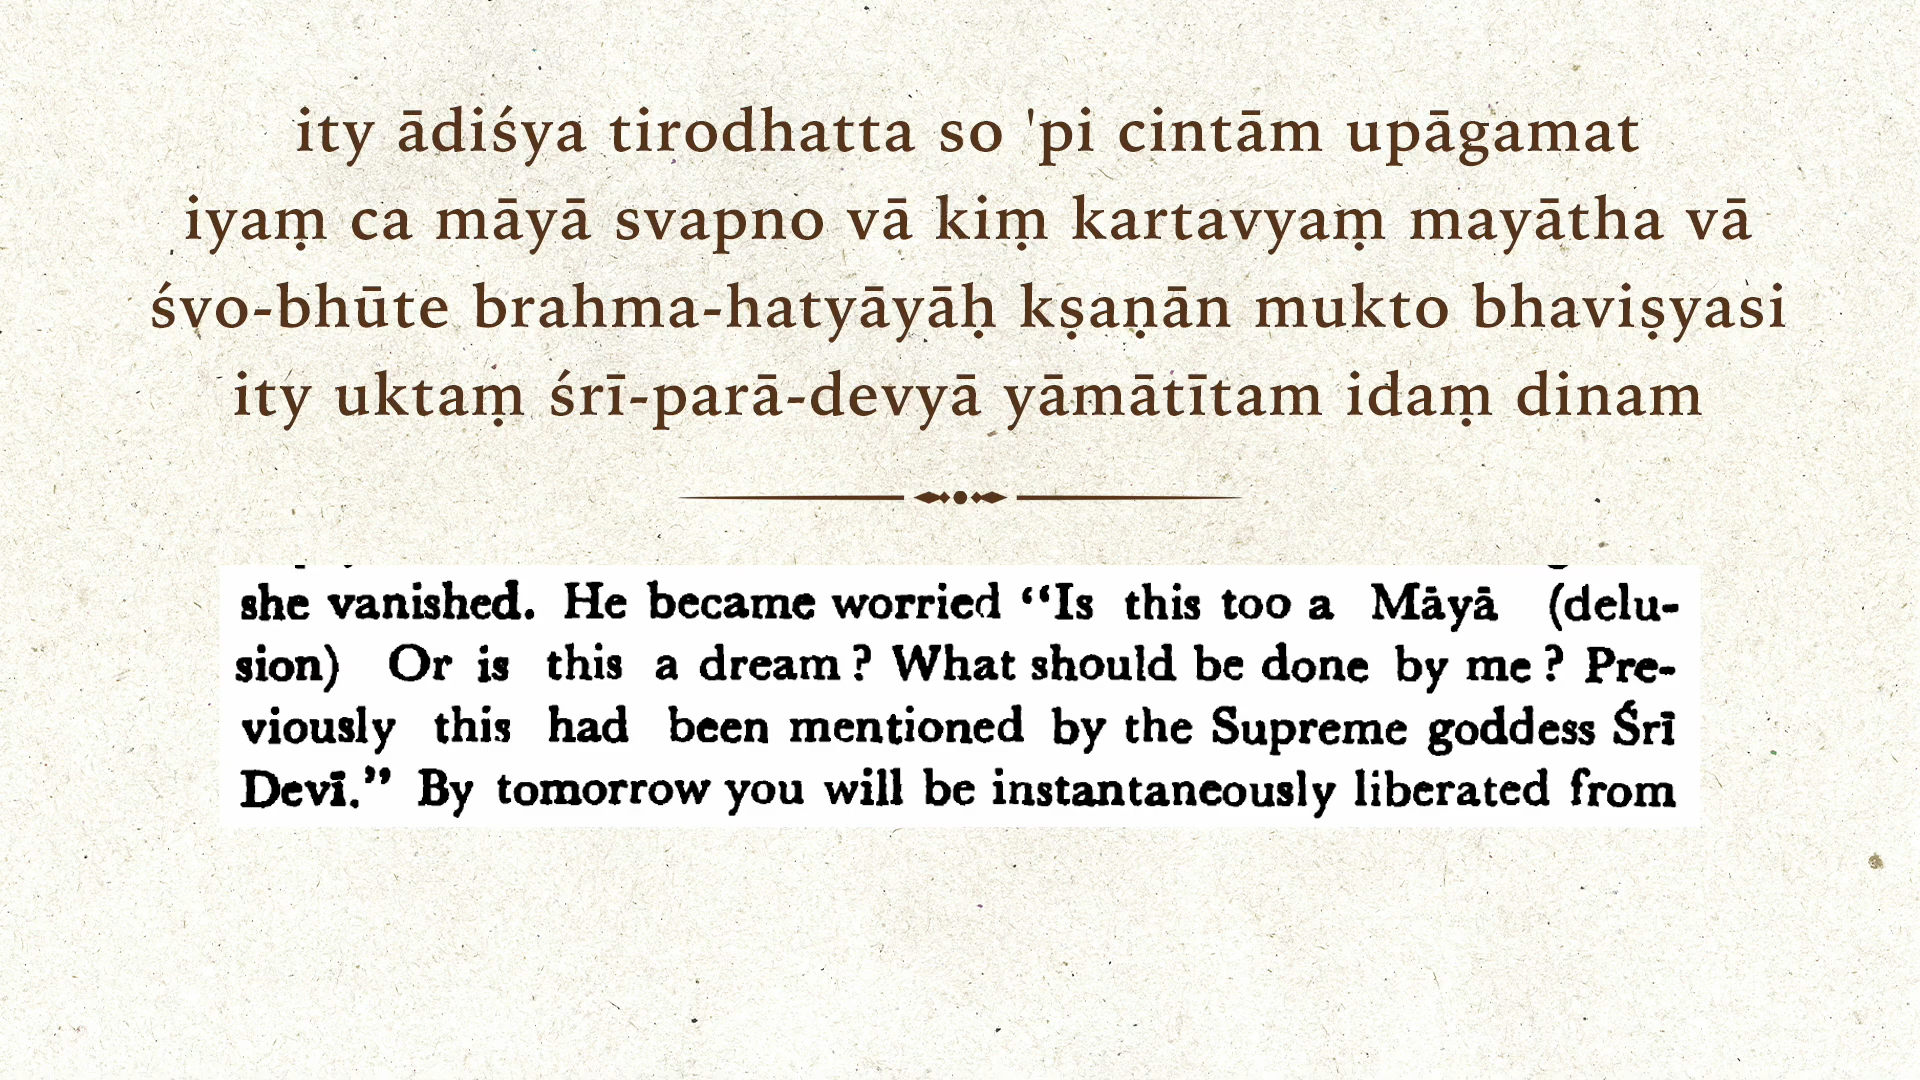 ity ādiśya tirodhatta so 'pi cintām upāgamat
iyaṃ ca māyā svapno vā kiṃ kartavyaṃ mayātha vā
śvo-bhūte brahma-hatyāyāḥ kṣaṇān mukto bhaviṣyasi
ity uktaṃ śrī-parā-devyā yāmātītam idaṃ dinam
she vanished. He became worried “Is this too a Māyā (delu-
sion) Or is this a dream? What should be done by me? Pre-
viously this had been mentioned by the Supreme goddess Śrī
Devī.” By tomorrow you will be instantaneously liberated from